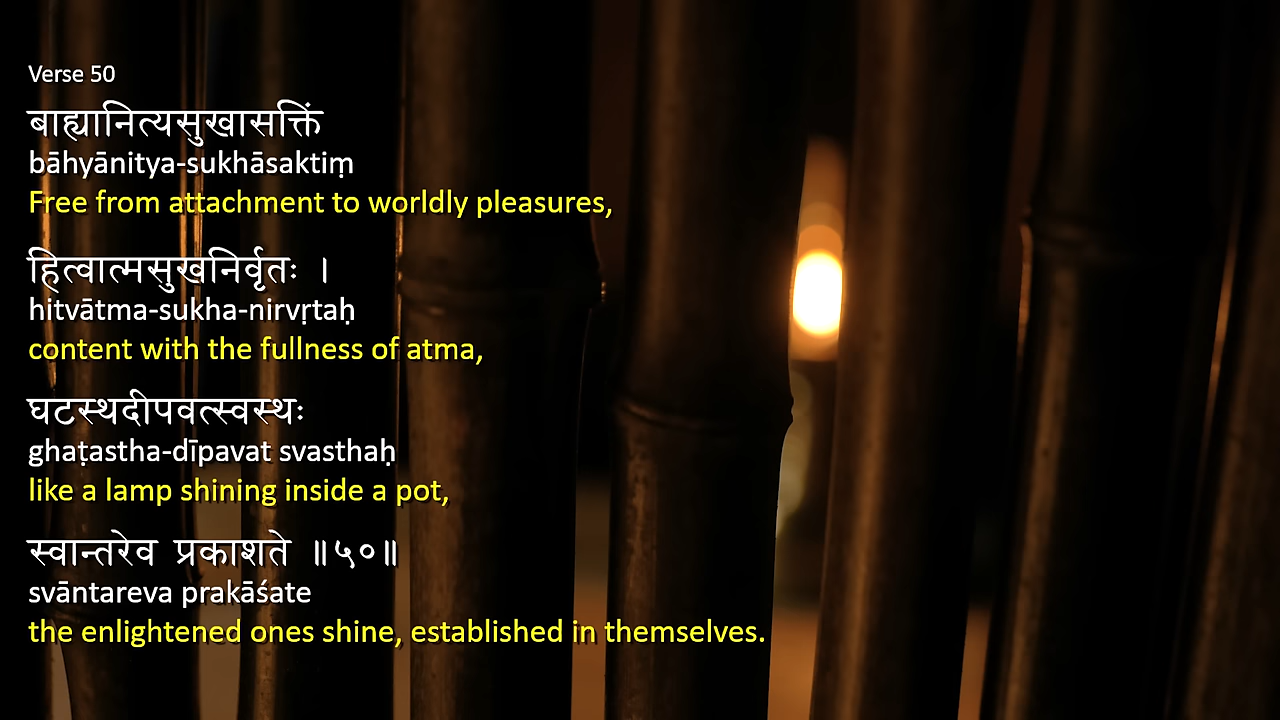 Verse 50
बाह्यानित्यसुखासक्तिं
bāhyānitya-sukhāsaktiṃ
Free from attachment to worldly pleasures,
हित्वात्मसुखनिर्वृतः ।
hitvātma-sukha-nirvṛtaḥ
content with the fullness of atma,
घटस्थदीपवत्स्वस्थः
ghaṭastha-dīpavat svasthaḥ
like a lamp shining inside a pot,
स्वान्तरेव प्रकाशते ॥५०॥
svāntareva prakāśate
the enlightened ones shine, established in themselves.